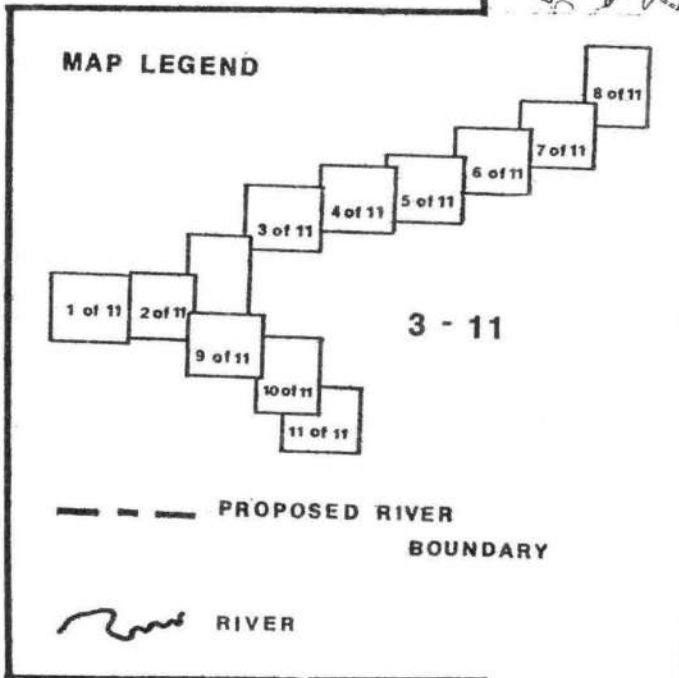 MAP LEGEND
8 of 11
7 of 11
6 of 11
5 of 11
4 of 11
3 of 11
1 of 11
2 of 11
3 - 11
9 of 11
10 of 11
11 of 11
PROPOSED RIVER
BOUNDARY
RIVER